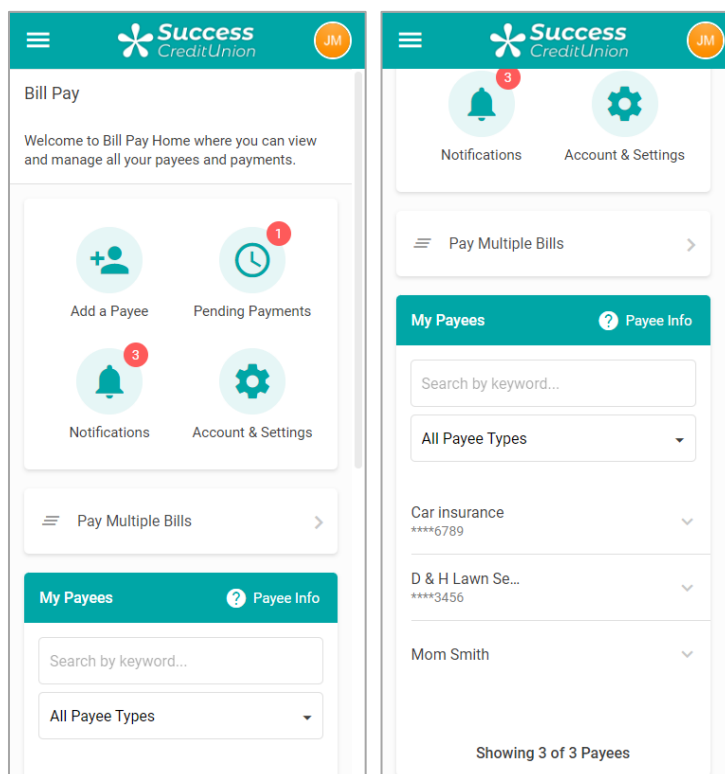 Success
CreditUnion
JM
Bill Pay
Welcome to Bill Pay Home where you can view
and manage all your payees and payments.
1
Add a Payee
Pending Payments
3
Notifications
Account & Settings
Pay Multiple Bills
My Payees
? Payee Info
Search by keyword...
All Payee Types
Success
CreditUnion
JM
3
Notifications
Account & Settings
Pay Multiple Bills
My Payees
? Payee Info
Search by keyword...
All Payee Types
Car insurance
****6789
D & H Lawn Se...
****3456
Mom Smith
Showing 3 of 3 Payees